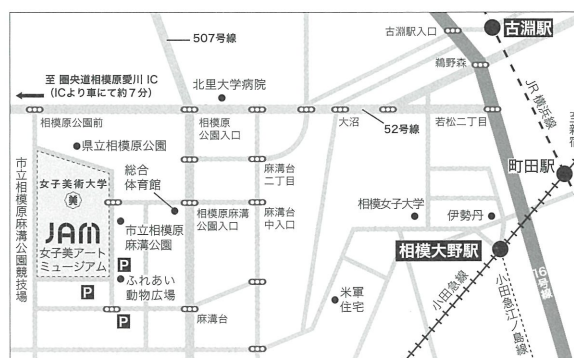 古淵駅
古淵駅入口
507号線
鵜野森
至 圏央道相模原愛川 IC
(ICより車にて約7分)
北里大学病院
JR 横浜線
至新宿
相模原公園前
相模原
公園入口
大沼
52号線
若松二丁目
県立相模原公園
町田駅
女子美術大学
総合
体育館
麻溝台
二丁目
市立相模原麻溝公園競技場
JAM
女子美アート
ミュージアム
市立相模原
麻溝公園
相模原麻溝
公園入口
麻溝台
中入口
相模女子大学
伊勢丹
相模大野駅
P
P
P
ふれあい
動物広場
麻溝台
米軍
住宅
小田急線
16号線
小田急江ノ島線